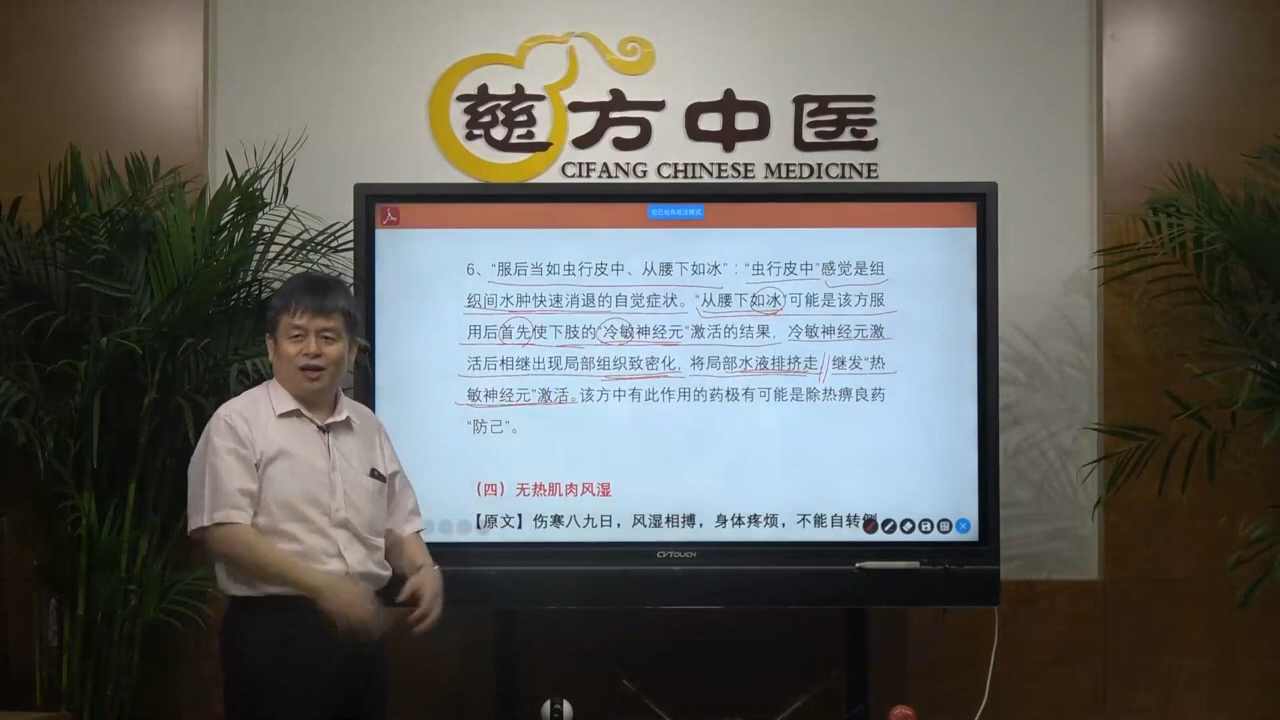 慈方中医
CIFANG CHINESE MEDICINE
您已处在批注模式
6、“服后当如虫行皮中、从腰下如冰”：“虫行皮中”感觉是组
织间水肿快速消退的自觉症状。“从腰下如冰”可能是该方服
用后首先使下肢的“冷敏神经元”激活的结果，冷敏神经元激
活后相继出现局部组织致密化，将局部水液排挤走，继发“热
敏神经元”激活。该方中有此作用的药极有可能是除热痹良药
“防己”。
（四）无热肌肉风湿
【原文】伤寒八九日，风湿相搏，身体疼烦，不能自转侧
CVTOUCH